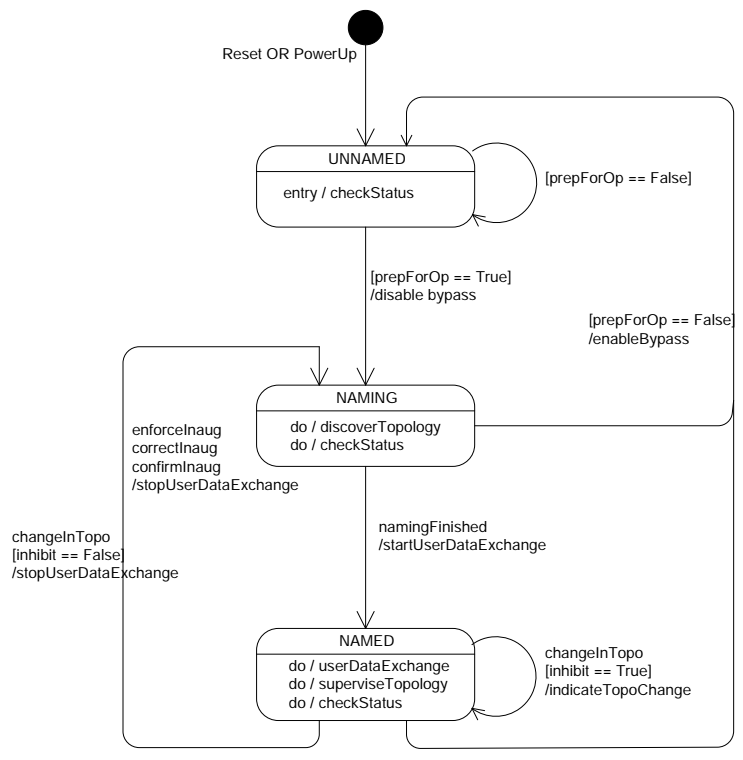 Reset OR PowerUp
UNNAMED
entry / checkStatus
[prepForOp == False]
[prepForOp == True]
/disable bypass
[prepForOp == False]
/enableBypass
NAMING
do / discoverTopology
do / checkStatus
enforceInaug
correctInaug
confirmInaug
/stopUserDataExchange
changeInTopo
[inhibit == False]
/stopUserDataExchange
namingFinished
/startUserDataExchange
NAMED
do / userDataExchange
do / superviseTopology
do / checkStatus
changeInTopo
[inhibit == True]
/indicateTopoChange